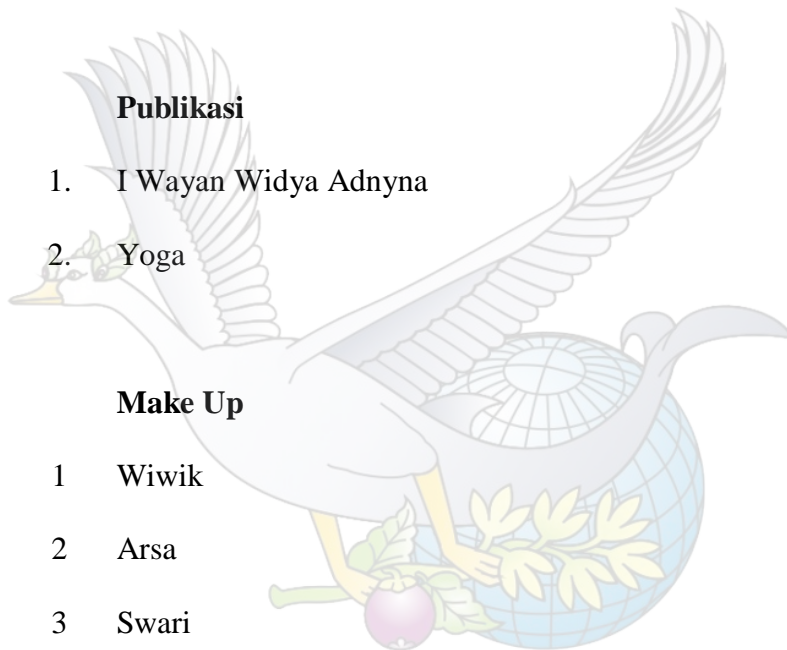 Publikasi
1. I Wayan Widya Adnyna
2. Yoga
Make Up
1 Wiwik
2 Arsa
3 Swari